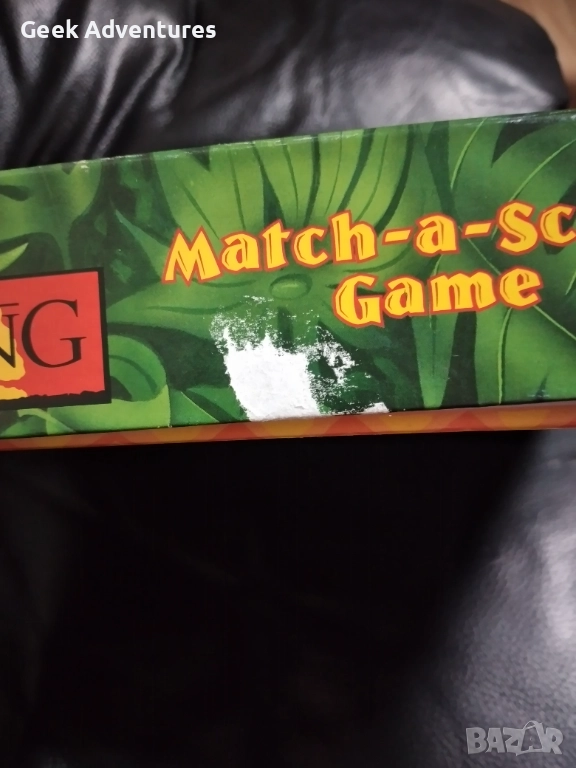 Geek Adventures
Match-a-Sc
Game
NG
BAZAR